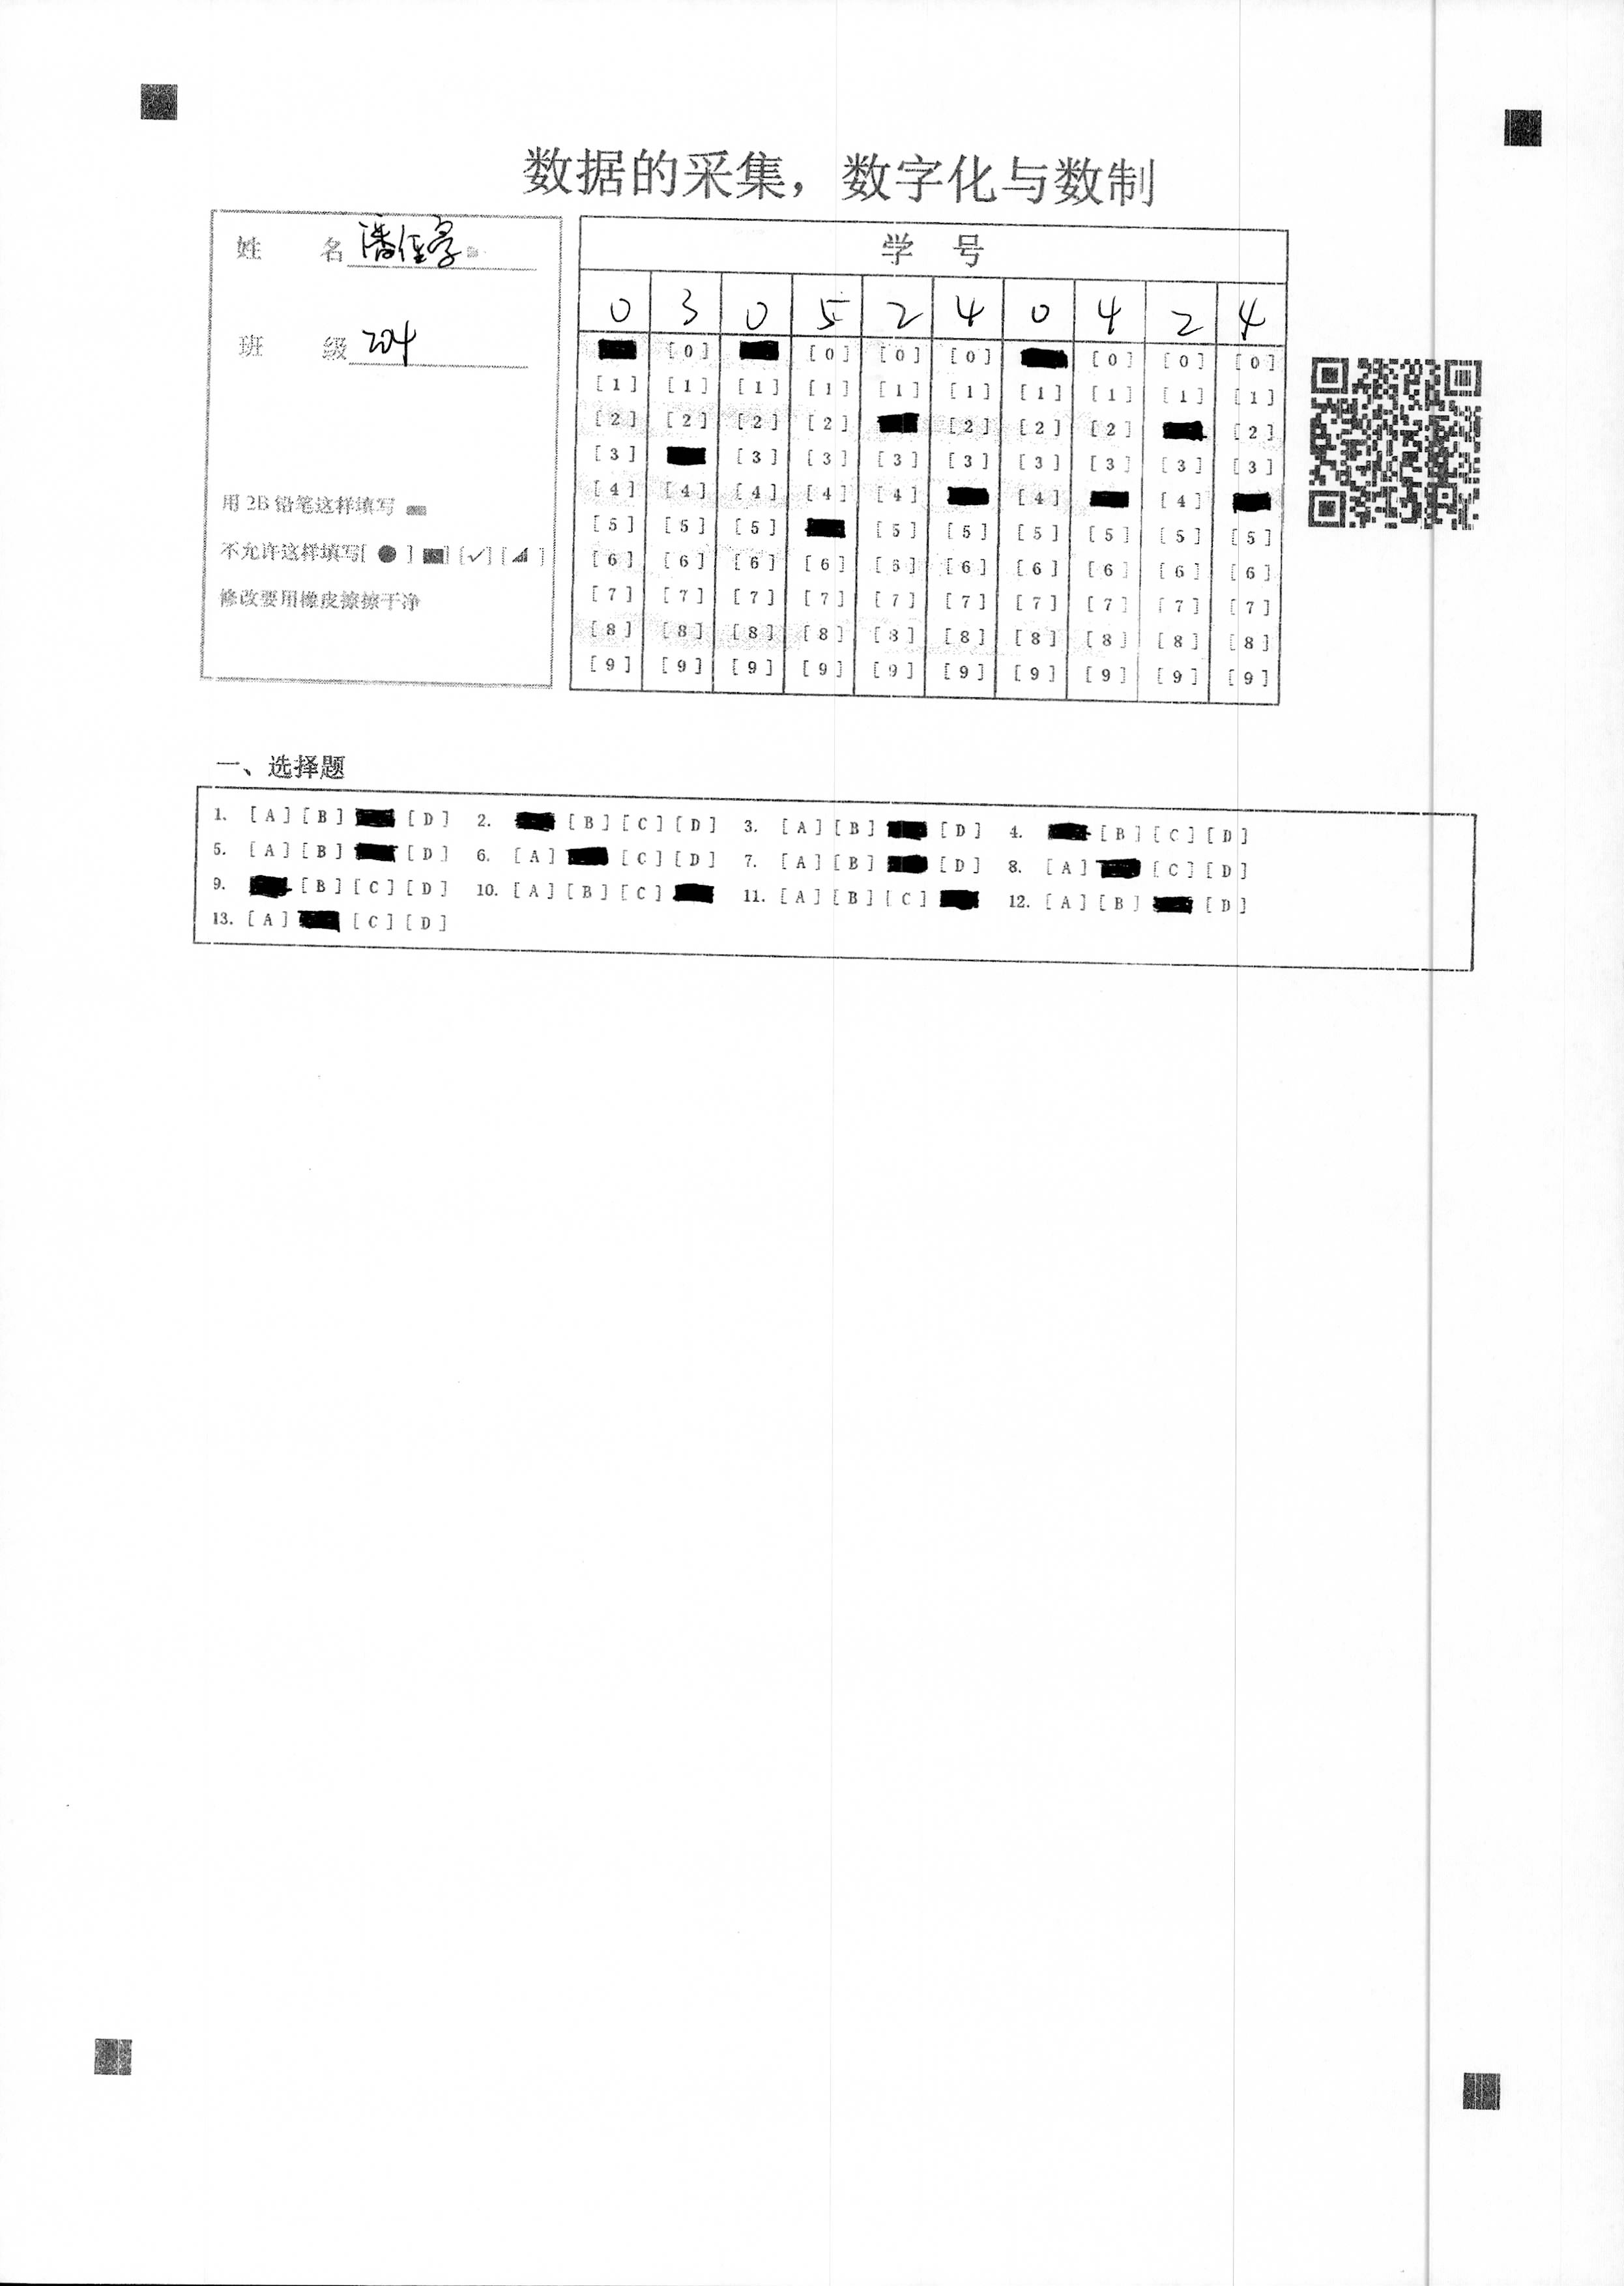 数据的采集，数字化与数制
姓 名 潘佳
班 级 204
用 2B 铅笔这样填写
不允许这样填写[ ● ] ■] [✓] [ ]
修改要用橡皮擦擦干净
学 号
0 3 0 5 2 4 0 4 2 4
[0] [0] [0] [0] [0] [0] [0]
[1] [1] [1] [1] [1] [1] [1] [1] [1] [1]
[2] [2] [2] [2] [2] [2] [2] [2]
[3] [3] [3] [3] [3] [3] [3] [3] [3]
[4] [4] [4] [4] [4] [4] [4]
[5] [5] [5] [5] [5] [5] [5] [5] [5]
[6] [6] [6] [6] [6] [6] [6] [6] [6] [6]
[7] [7] [7] [7] [7] [7] [7] [7] [7] [7]
[8] [8] [8] [8] [8] [8] [8] [8] [8] [8]
[9] [9] [9] [9] [9] [9] [9] [9] [9] [9]
一、选择题
1. [A] [B] [D] 2. [B] [C] [D] 3. [A] [B] [D] 4. [B] [C] [D]
5. [A] [B] [D] 6. [A] [C] [D] 7. [A] [B] [D] 8. [A] [C] [D]
9. [B] [C] [D] 10. [A] [B] [C] 11. [A] [B] [C] 12. [A] [B] [D]
13. [A] [C] [D]